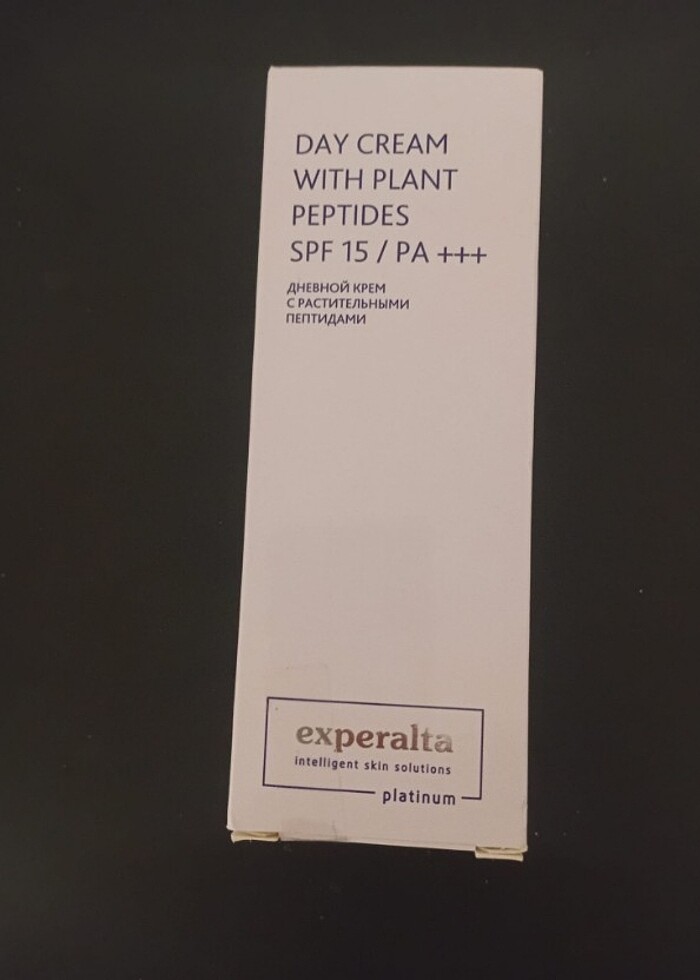 DAY CREAM
WITH PLANT
PEPTIDES
SPF 15 / PA +++
ДНЕВНОЙ КРЕМ
С РАСТИТЕЛЬНЫМИ
ПЕПТИДАМИ
experalta
intelligent skin solutions
platinum